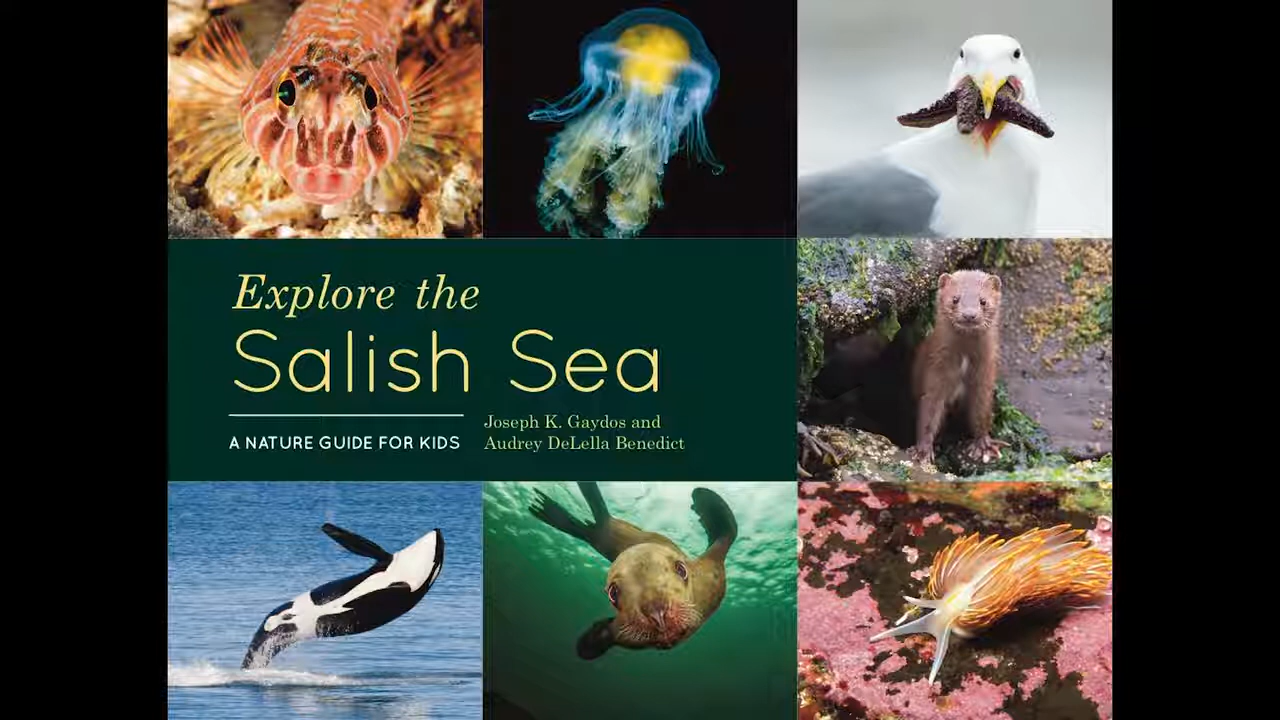 Explore the
Salish Sea
A NATURE GUIDE FOR KIDS
Joseph K. Gaydos and
Audrey DeLella Benedict